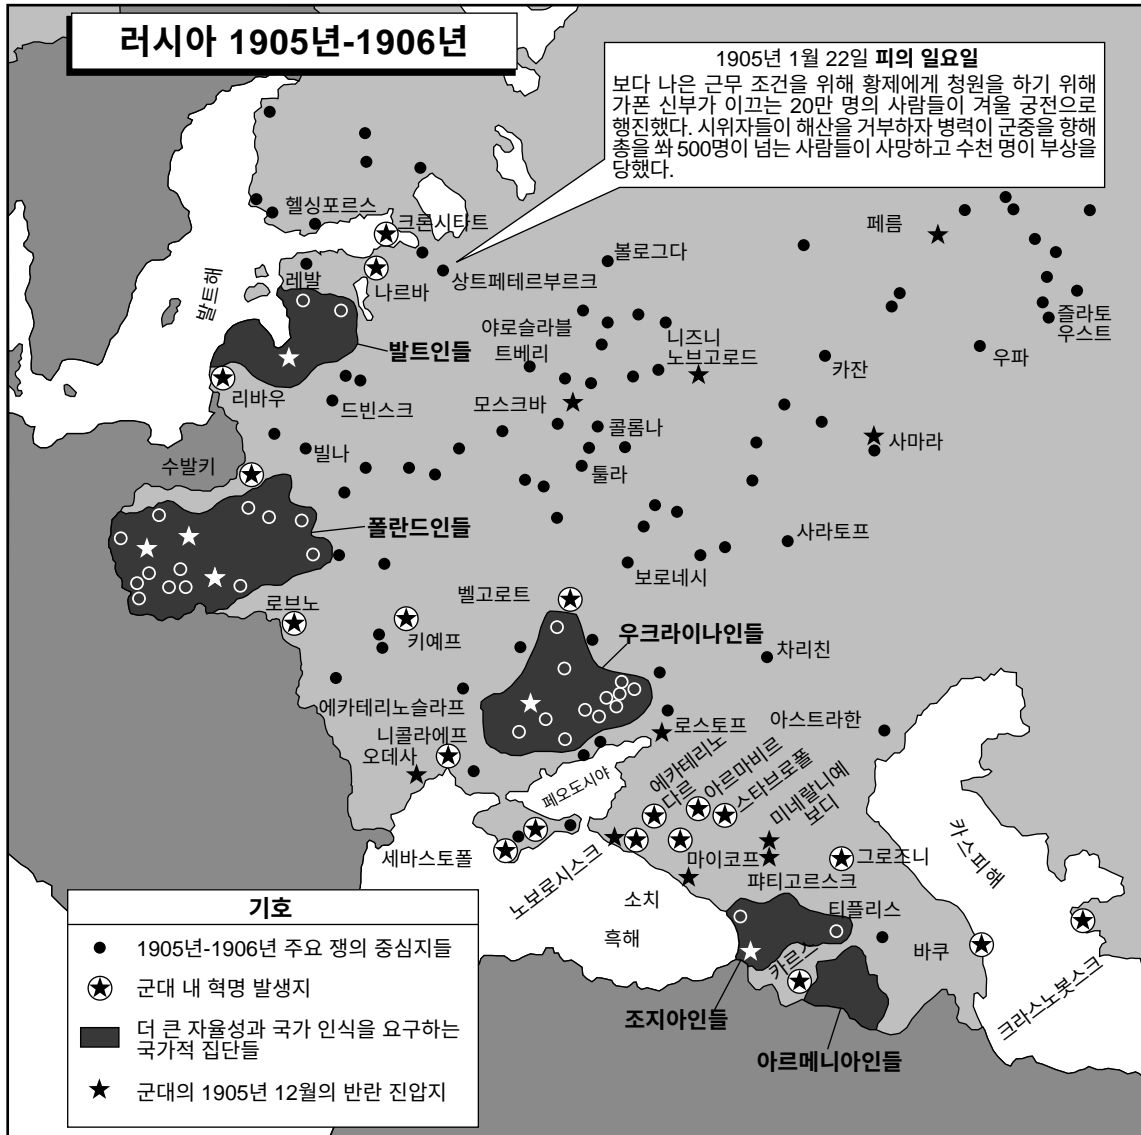 러시아 1905년-1906년
1905년 1월 22일 피의 일요일
보다 나은 근무 조건을 위해 황제에게 청원을 하기 위해
가폰 신부가 이끄는 20만 명의 사람들이 겨울 궁전으로
행진했다. 시위자들이 해산을 거부하자 병력이 군중을 향해
총을 쏴 500명이 넘는 사람들이 사망하고 수천 명이 부상을
당했다.
헬싱포르스
크론시타트
페름
볼로그다
발트해
레발
나르바
상트페테르부르크
즐라토
우스트
야로슬라블
니즈니
노브고로드
트베리
발트인들
우파
카잔
리바우
드빈스크
모스크바
콜롬나
사마라
빌나
수발키
툴라
폴란드인들
사라토프
보로네시
벨고로트
로브노
키예프
우크라이나인들
차리친
에카테리노슬라프
니콜라에프
오데사
로스토프
아스트라한
에카테리노
다르
아르마비르
스타브로폴
미네랄니예
보디
페오도시야
카스피해
세바스토폴
노보로시스크
마이코프
그로즈니
퍄티고르스크
소치
티플리스
흑해
카르스
바쿠
크라스노봇스크
조지아인들
아르메니아인들
기호
1905년-1906년 주요 쟁의 중심지들
군대 내 혁명 발생지
더 큰 자율성과 국가 인식을 요구하는
국가적 집단들
군대의 1905년 12월의 반란 진압지